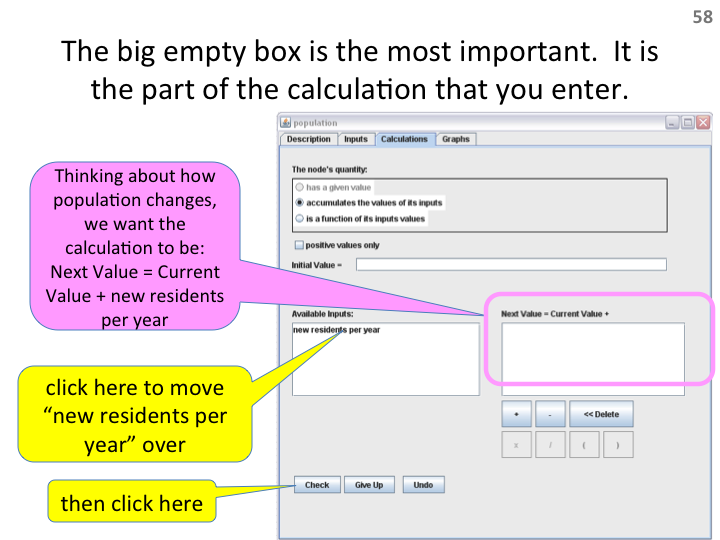 58
The big empty box is the most important.  It is
the part of the calculation that you enter.
population
Description Inputs Calculations Graphs
The node's quantity:
has a given value
accumulates the values of its inputs
is a function of its inputs values
positive values only
Initial Value =
Thinking about how
population changes,
we want the
calculation to be:
Next Value = Current
Value + new residents
per year
Available Inputs:
new residents per year
Next Value = Current Value +
click here to move
“new residents per
year” over
+ - << Delete
x / ( )
then click here
Check Give Up Undo